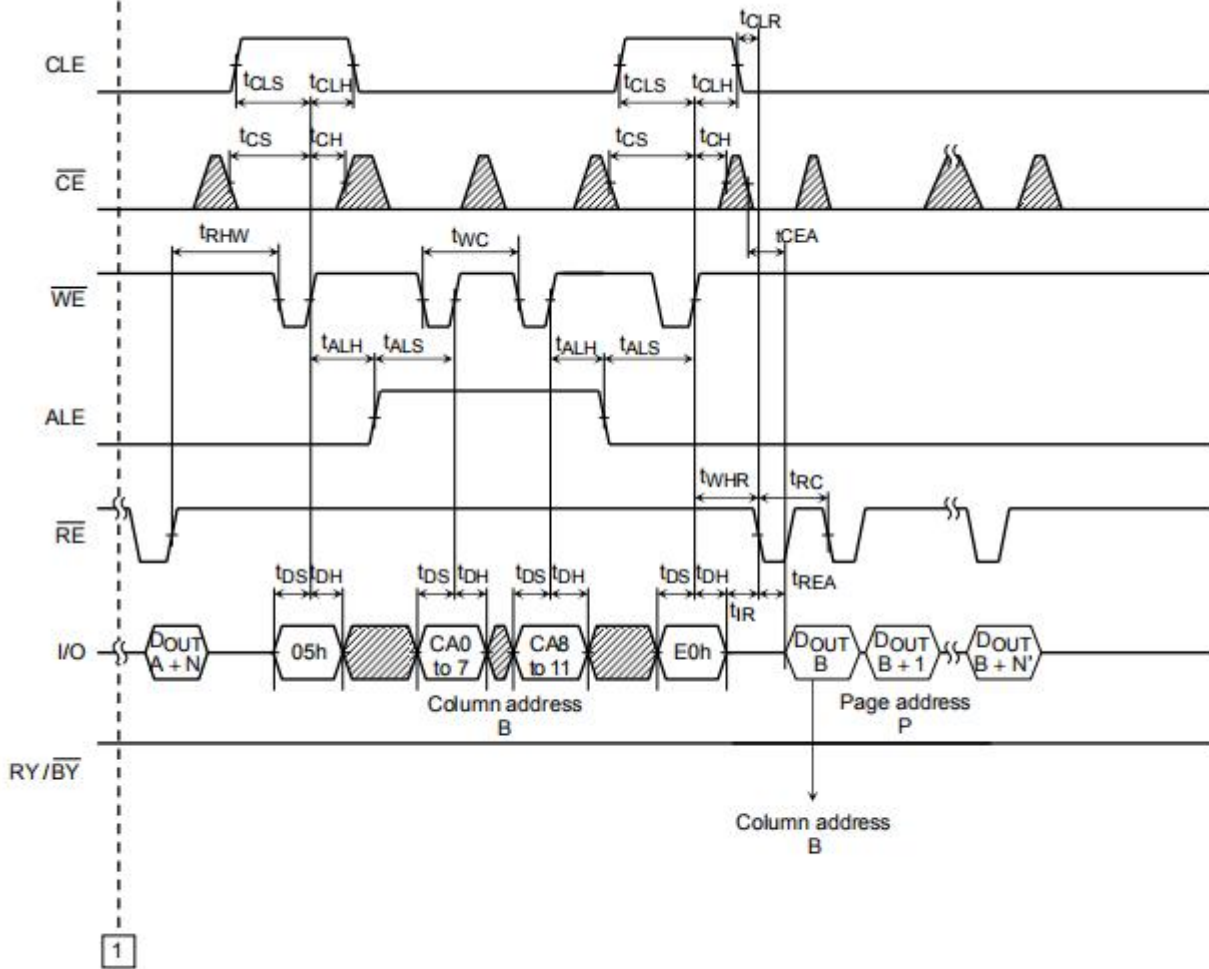 tCLR
CLE
tCLS tCLH tCLS tCLH
tCS tCH tCS tCH
CE
tRHW tWC tCEA
WE
tALH tALS tALH tALS
ALE
tWHR tRC
RE
tDS tDH tDS tDH tDS tDH tDS tDH tREA
tIR
I/O
DOUT
A + N
05h
CA0
to 7
CA8
to 11
E0h
DOUT
B
DOUT
B + 1
DOUT
B + N'
Column address
B
Page address
P
RY/BY
Column address
B
1